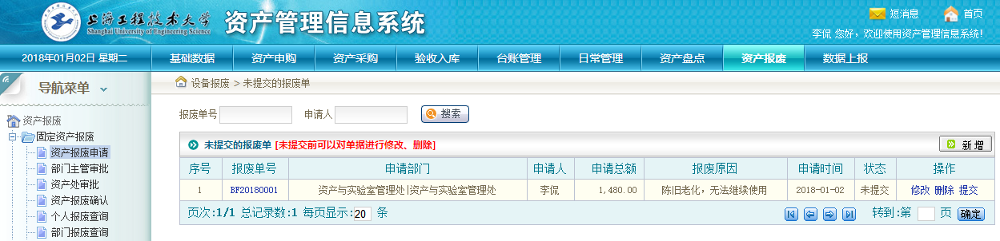 上海工程技术大学
Shanghai University of Engineering Science
资产管理信息系统
短消息 首页
李侃 您好，欢迎使用资产管理信息系统!
2018年01月02日 星期二 基础数据 资产申购 资产采购 验收入库 台账管理 日常管理 资产盘点 资产报废 数据上报
导航菜单
设备报废 > 未提交的报废单
报废单号 申请人 搜索
资产报废
固定资产报废
资产报废申请
部门主管审批
资产处审批
资产报废确认
个人报废查询
部门报废查询
未提交的报废单 [未提交前可以对单据进行修改、删除] 新增
序号 报废单号 申请部门 申请人 申请总额 报废原因 申请时间 状态 操作
1 BF20180001 资产与实验室管理处|资产与实验室管理处 李侃 1,480.00 陈旧老化，无法继续使用 2018-01-02 未提交 修改 删除 提交
页次:1/1 总记录数:1 每页显示:20 条 转到:第 页 确定